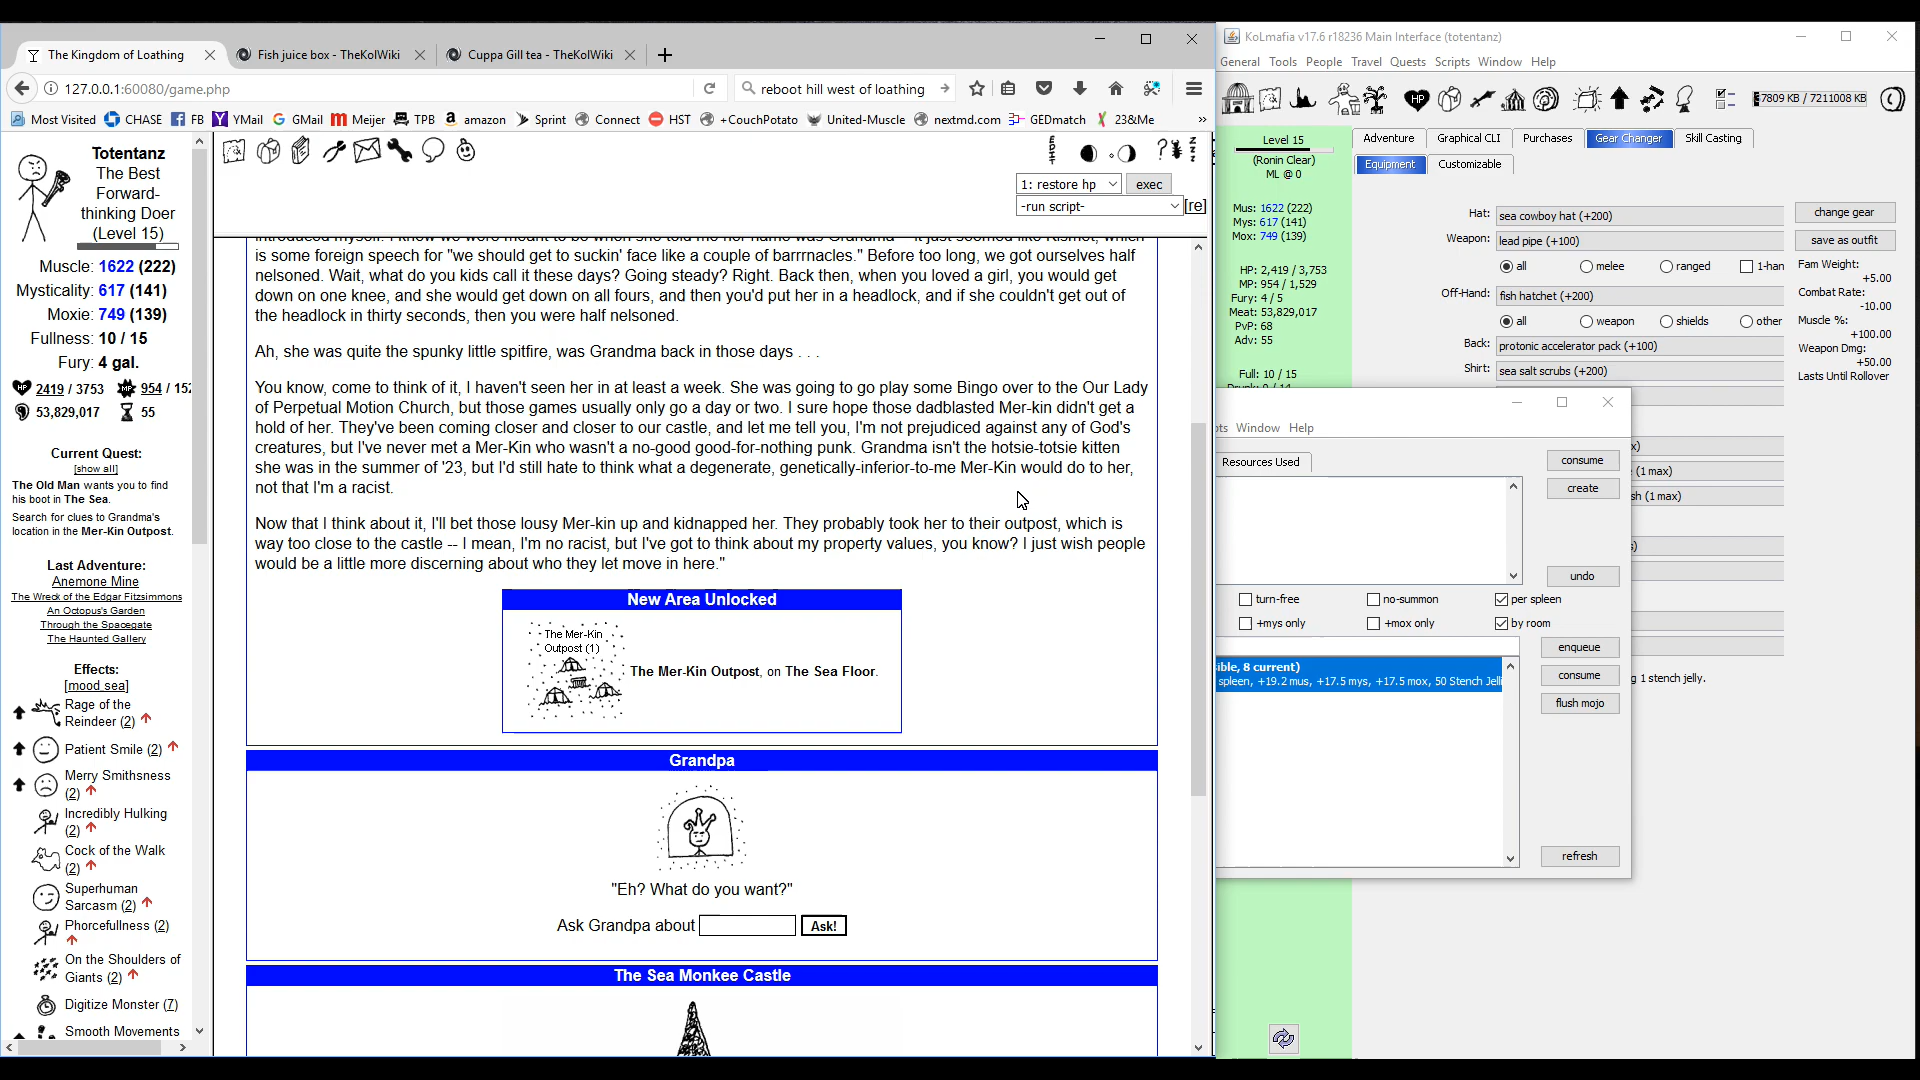 The Kingdom of Loathing
Fish juice box - TheKolWiki
Cuppa Gill tea - TheKolWiki
127.0.0.1:60080/game.php
reboot hill west of loathing
Most Visited CHASE FB YMail GMail Meijer TPB amazon Sprint Connect HST +CouchPotato United-Muscle nextmd.com GEDmatch 23&Me
Totentanz
The Best
Forward-
thinking Doer
(Level 15)
Muscle: 1622 (222)
Mysticality: 617 (141)
Moxie: 749 (139)
Fullness: 10 / 15
Fury: 4 gal.
2419 / 3753 954 / 152
53,829,017 55
Current Quest:
[show all]
The Old Man wants you to find
his boot in The Sea.
Search for clues to Grandma's
location in the Mer-Kin Outpost.
Last Adventure:
Anemone Mine
The Wreck of the Edgar Fitzsimmons
An Octopus's Garden
Through the Spacegate
The Haunted Gallery
Effects:
[mood sea]
Rage of the
Reindeer (2)
Patient Smile (2)
Merry Smithsness
(2)
Incredibly Hulking
(2)
Cock of the Walk
(2)
Superhuman
Sarcasm (2)
Phorcefullness (2)
On the Shoulders of
Giants (2)
Digitize Monster (7)
Smooth Movements
EDIT
1: restore hp exec
-run script- [re]
introduced myself. I knew we were meant to be when she told me her name was Grandma -- it just seemed like Kismet, which
is some foreign speech for "we should get to suckin' face like a couple of barrrnacles." Before too long, we got ourselves half
nelsoned. Wait, what do you kids call it these days? Going steady? Right. Back then, when you loved a girl, you would get
down on one knee, and she would get down on all fours, and then you'd put her in a headlock, and if she couldn't get out of
the headlock in thirty seconds, then you were half nelsoned.
Ah, she was quite the spunky little spitfire, was Grandma back in those days . . .
You know, come to think of it, I haven't seen her in at least a week. She was going to go play some Bingo over to the Our Lady
of Perpetual Motion Church, but those games usually only go a day or two. I sure hope those dadblasted Mer-kin didn't get a
hold of her. They've been coming closer and closer to our castle, and let me tell you, I'm not prejudiced against any of God's
creatures, but I've never met a Mer-Kin who wasn't a no-good good-for-nothing punk. Grandma isn't the hotsie-totsie kitten
she was in the summer of '23, but I'd still hate to think what a degenerate, genetically-inferior-to-me Mer-Kin would do to her,
not that I'm a racist.
Now that I think about it, I'll bet those lousy Mer-kin up and kidnapped her. They probably took her to their outpost, which is
way too close to the castle -- I mean, I'm no racist, but I've got to think about my property values, you know? I just wish people
would be a little more discerning about who they let move in here."
New Area Unlocked
The Mer-Kin
Outpost (1)
The Mer-Kin Outpost, on The Sea Floor.
Grandpa
"Eh? What do you want?"
Ask Grandpa about Ask!
The Sea Monkee Castle
KoLmafia v17.6 r18236 Main Interface (totentanz)
General Tools People Travel Quests Scripts Window Help
7809 KB / 7211008 KB
Level 15
(Ronin Clear)
ML @ 0
Mus: 1622 (222)
Mys: 617 (141)
Mox: 749 (139)
HP: 2,419 / 3,753
MP: 954 / 1,529
Fury: 4 / 5
Meat: 53,829,017
PvP: 68
Adv: 55
Full: 10 / 15
Adventure Graphical CLI Purchases Gear Changer Skill Casting
Equipment Customizable
Hat: sea cowboy hat (+200)
Weapon: lead pipe (+100)
all melee ranged 1-han
Off-Hand: fish hatchet (+200)
all weapon shields other
Back: protonic accelerator pack (+100)
Shirt: sea salt scrubs (+200)
change gear
save as outfit
Fam Weight:
+5.00
Combat Rate:
-10.00
Muscle %:
+100.00
Weapon Dmg:
+50.00
Lasts Until Rollover
x)
(1 max)
sh (1 max)
s)
g 1 stench jelly.
ots Window Help
Resources Used
consume
create
undo
turn-free no-summon per spleen
+mys only +mox only by room
enqueue
consume
flush mojo
refresh
sible, 8 current)
spleen, +19.2 mus, +17.5 mys, +17.5 mox, 50 Stench Jelli